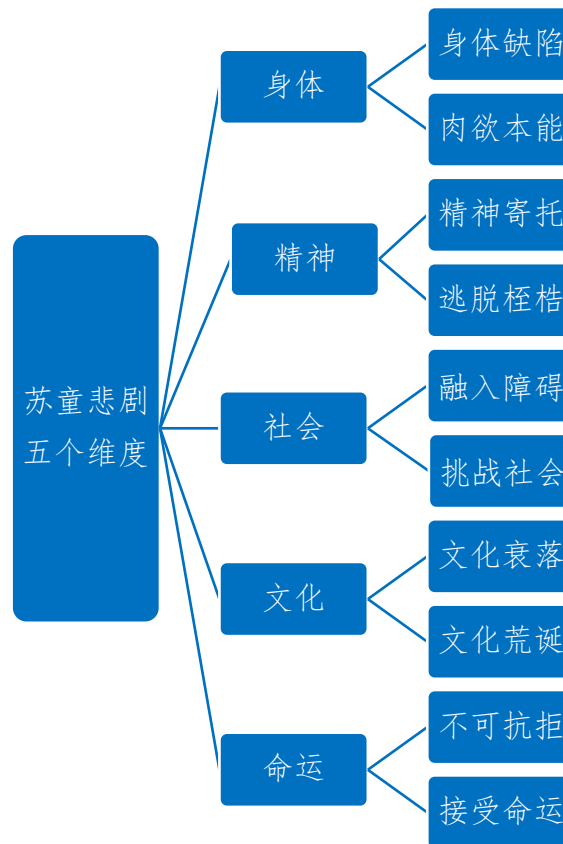 苏童悲剧
五个维度
身体
身体缺陷
肉欲本能
精神
精神寄托
逃脱桎梏
社会
融入障碍
挑战社会
文化
文化衰落
文化荒诞
命运
不可抗拒
接受命运